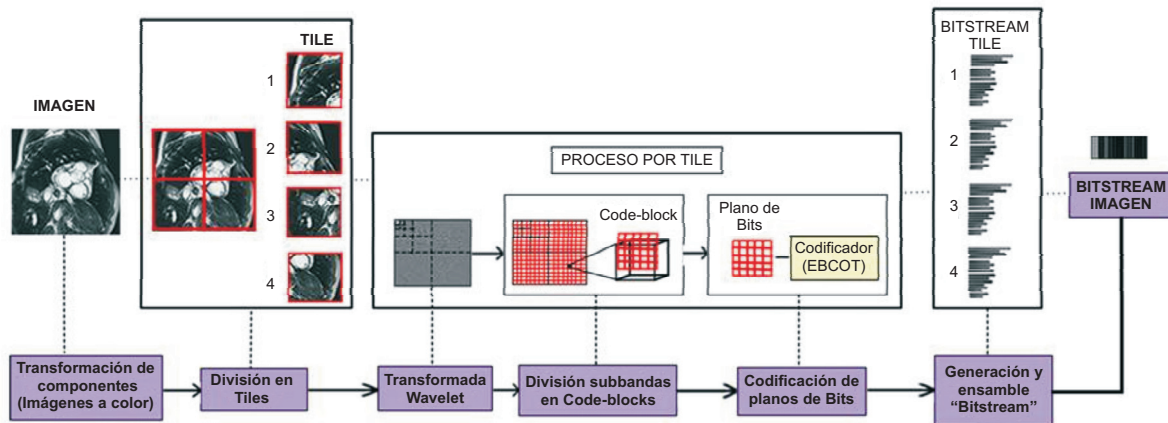 IMAGEN
TILE
1
2
3
4
PROCESO POR TILE
Code-block
Plano de
Bits
Codificador
(EBCOT)
BITSTREAM
TILE
1
2
3
4
BITSTREAM
IMAGEN
Transformación de
componentes
(Imágenes a color)
División en
Tiles
Transformada
Wavelet
División subbandas
en Code-blocks
Codificación de
planos de Bits
Generación y
ensamble
“Bitstream”